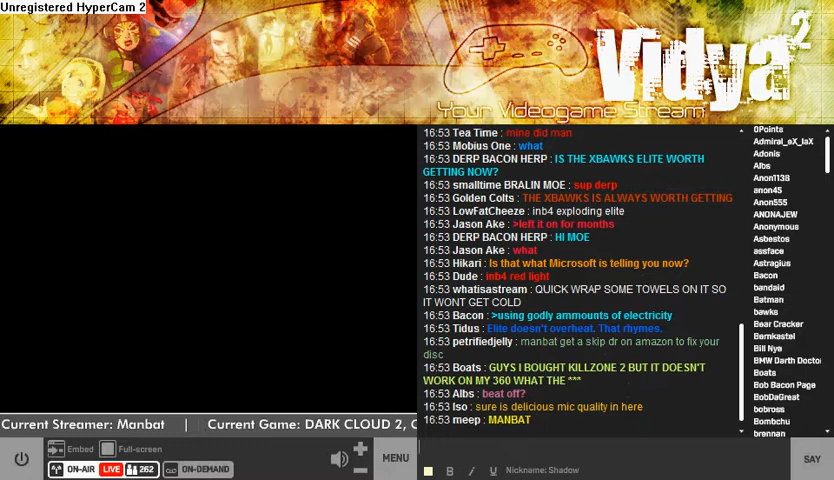 Unregistered HyperCam 2
Vidya²
Your Videogame Stream
16:53 Tea Time : mine did man
16:53 Mobius One : what
16:53 DERP BACON HERP : IS THE XBAWKS ELITE WORTH
GETTING NOW?
16:53 smalltime BRALIN MOE : sup derp
16:53 Golden Colts : THE XBAWKS IS ALWAYS WORTH GETTING
16:53 LowFatCheeze : inb4 exploding elite
16:53 Jason Ake : >left it on for months
16:53 DERP BACON HERP : HI MOE
16:53 Jason Ake : what
16:53 Hikari : Is that what Microsoft is telling you now?
16:53 Dude : inb4 red light
16:53 whatisastream : QUICK WRAP SOME TOWELS ON IT SO
IT WONT GET COLD
16:53 Bacon : >using godly ammounts of electricity
16:53 Tidus : Elite doesn't overheat. That rhymes.
16:53 petrifiedjelly : manbat get a skip dr on amazon to fix your
disc
16:53 Boats : GUYS I BOUGHT KILLZONE 2 BUT IT DOESN'T
WORK ON MY 360 WHAT THE ***
16:53 Albs : beat off?
16:53 Iso : sure is delicious mic quality in here
16:53 meep : MANBAT
0Points
Admiral_eX_laX
Adonis
Albs
Anon1138
anon45
Anon555
ANONAJEW
Anonymous
Asbestos
assface
Astragius
Bacon
bandaid
Batman
bawks
Bear Cracker
Bernkastel
Bill Nye
BMW Darth Docto
Boats
Bob Bacon Page
BobDaGreat
bobross
Bombchu
brennan
Current Streamer: Manbat | Current Game: DARK CLOUD 2, C
Embed Full-screen
ON-AIR LIVE 262 ON-DEMAND
MENU
B I U Nickname: Shadow
SAY